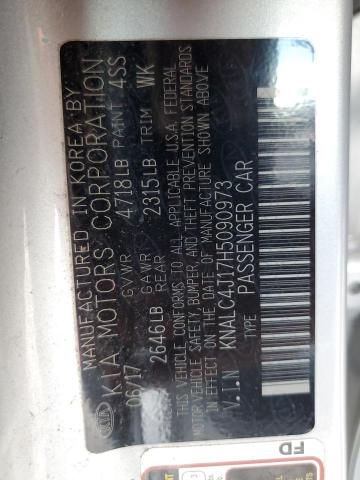 MANUFACTURED IN KOREA BY
KIA KIA MOTORS CORPORATION
06/17 GVWR 4718LB PAINT 4SS
2646LB GAWR REAR 2315LB TRIM WK
THIS VEHICLE CONFORMS TO ALL APPLICABLE U.S.A. FEDERAL
MOTOR VEHICLE SAFETY, BUMPER, AND THEFT PREVENTION STANDARDS
IN EFFECT ON THE DATE OF MANUFACTURE SHOWN ABOVE
V.I.N KNALC4J17H5090973
TYPE PASSENGER CAR
FD